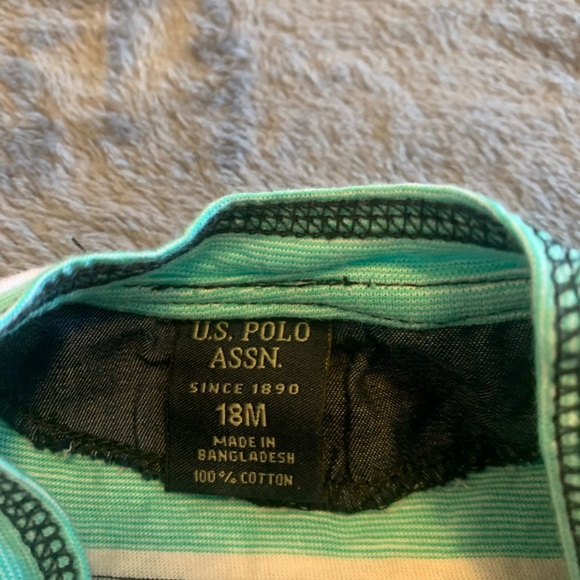 U.S. POLO
ASSN.
SINCE 1890
18M
MADE IN
BANGLADESH
100% COTTON